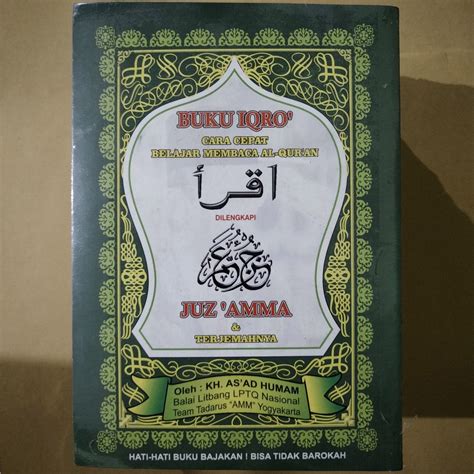 BUKU IQRO'
CARA CEPAT
BELAJAR MEMBACA AL-QUR'AN
اقرأ
DILENGKAPI
جزء عم
JUZ 'AMMA
&
TERJEMAHNYA
Oleh : KH. AS'AD HUMAM
Balai Litbang LPTQ Nasional
Team Tadarus "AMM" Yogyakarta
HATI-HATI BUKU BAJAKAN ! BISA TIDAK BAROKAH